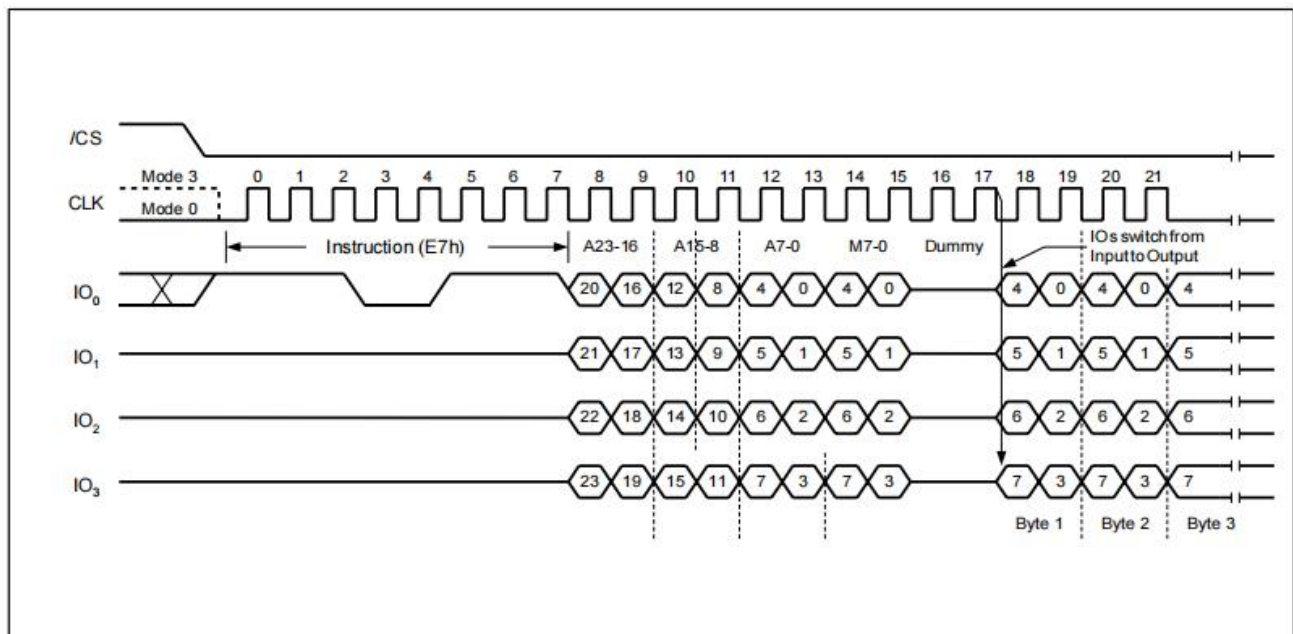 /CS
Mode 3
0 1 2 3 4 5 6 7 8 9 10 11 12 13 14 15 16 17 18 19 20 21
CLK
Mode 0
Instruction (E7h) A23-16 A15-8 A7-0 M7-0 Dummy
IOs switch from
Input to Output
IO0 20 16 12 8 4 0 4 0 4 0 4 0 4
IO1 21 17 13 9 5 1 5 1 5 1 5 1 5
IO2 22 18 14 10 6 2 6 2 6 2 6 2 6
IO3 23 19 15 11 7 3 7 3 7 3 7 3 7
Byte 1 Byte 2 Byte 3